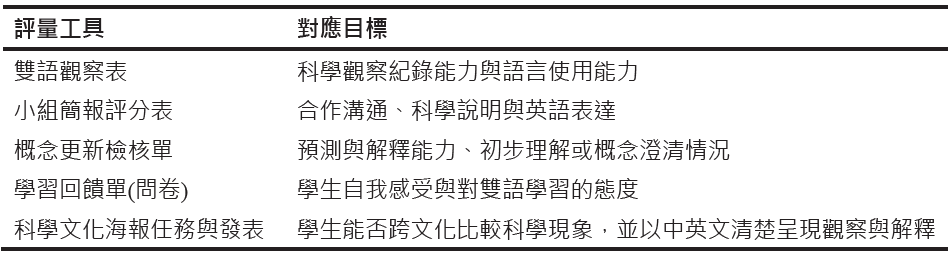 評量工具 對應目標
雙語觀察表 科學觀察紀錄能力與語言使用能力
小組簡報評分表 合作溝通、科學說明與英語表達
概念更新檢核單 預測與解釋能力、初步理解或概念澄清情況
學習回饋單(問卷) 學生自我感受與對雙語學習的態度
科學文化海報任務與發表 學生能否跨文化比較科學現象，並以中英文清楚呈現觀察與解釋